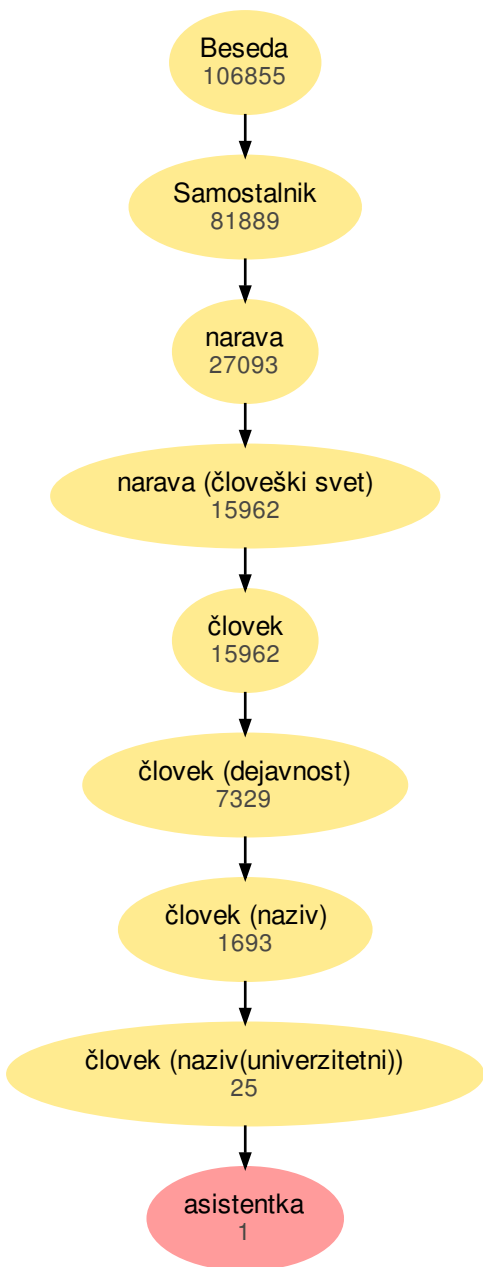 Beseda
106855
Samostalnik
81889
narava
27093
narava (človeški svet)
15962
človek
15962
človek (dejavnost)
7329
človek (naziv)
1693
človek (naziv(univerzitetni))
25
asistentka
1